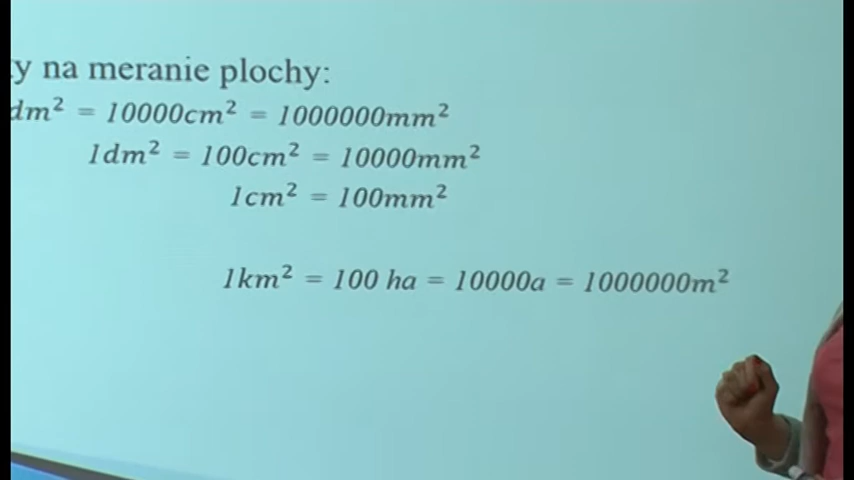 y na meranie plochy:
dm² = 10000cm² = 1000000mm²
1dm² = 100cm² = 10000mm²
1cm² = 100mm²
1km² = 100 ha = 10000a = 1000000m²